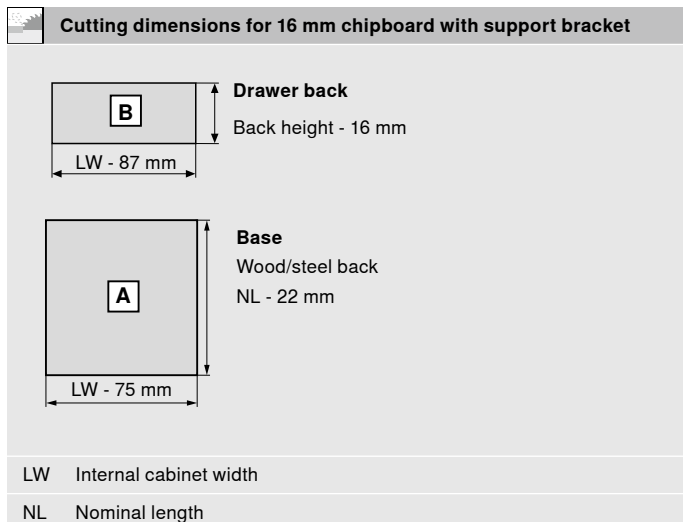 Cutting dimensions for 16 mm chipboard with support bracket
B
Drawer back
Back height - 16 mm
LW - 87 mm
A
Base
Wood/steel back
NL - 22 mm
LW - 75 mm
LW Internal cabinet width
NL Nominal length